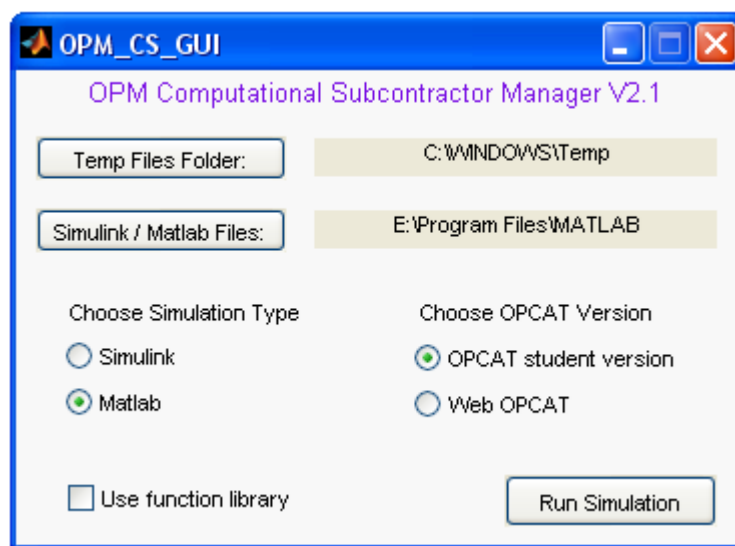 OPM_CS_GUI
OPM Computational Subcontractor Manager V2.1
Temp Files Folder: C:\WINDOWS\Temp
Simulink / Matlab Files: E:\Program Files\MATLAB
Choose Simulation Type Choose OPCAT Version
Simulink OPCAT student version
Matlab Web OPCAT
Use function library Run Simulation